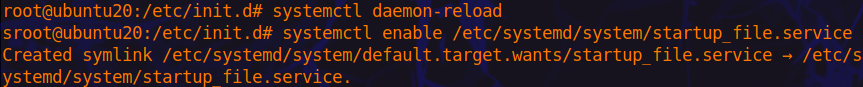 root@ubuntu20:/etc/init.d# systemctl daemon-reload
sroot@ubuntu20:/etc/init.d# systemctl enable /etc/systemd/system/startup_file.service
Created symlink /etc/systemd/system/default.target.wants/startup_file.service → /etc/s
ystemd/system/startup_file.service.